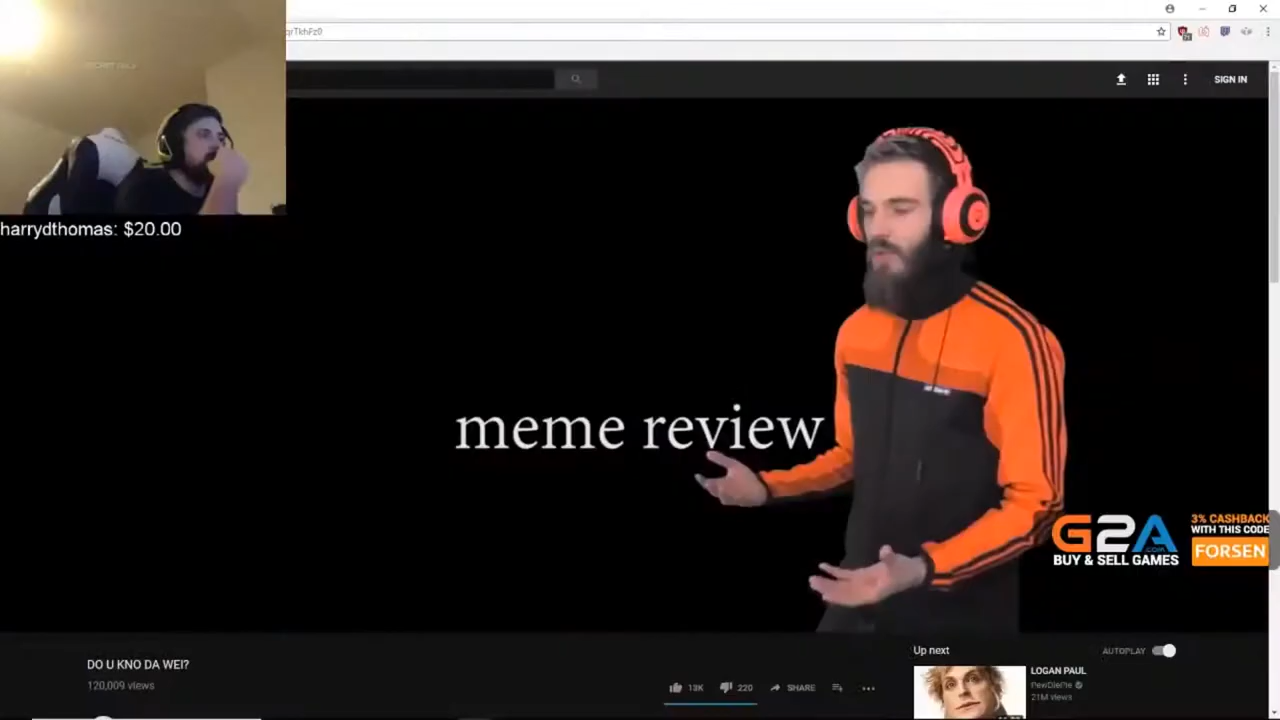 SIGN IN
harrydthomas: $20.00
meme review
G2A
.COM
BUY & SELL GAMES
3% CASHBACK
WITH THIS CODE
FORSEN
DO U KNO DA WEI?
120,009 views
13K
220
SHARE
Up next
AUTOPLAY
LOGAN PAUL
PewDiePie
21M views